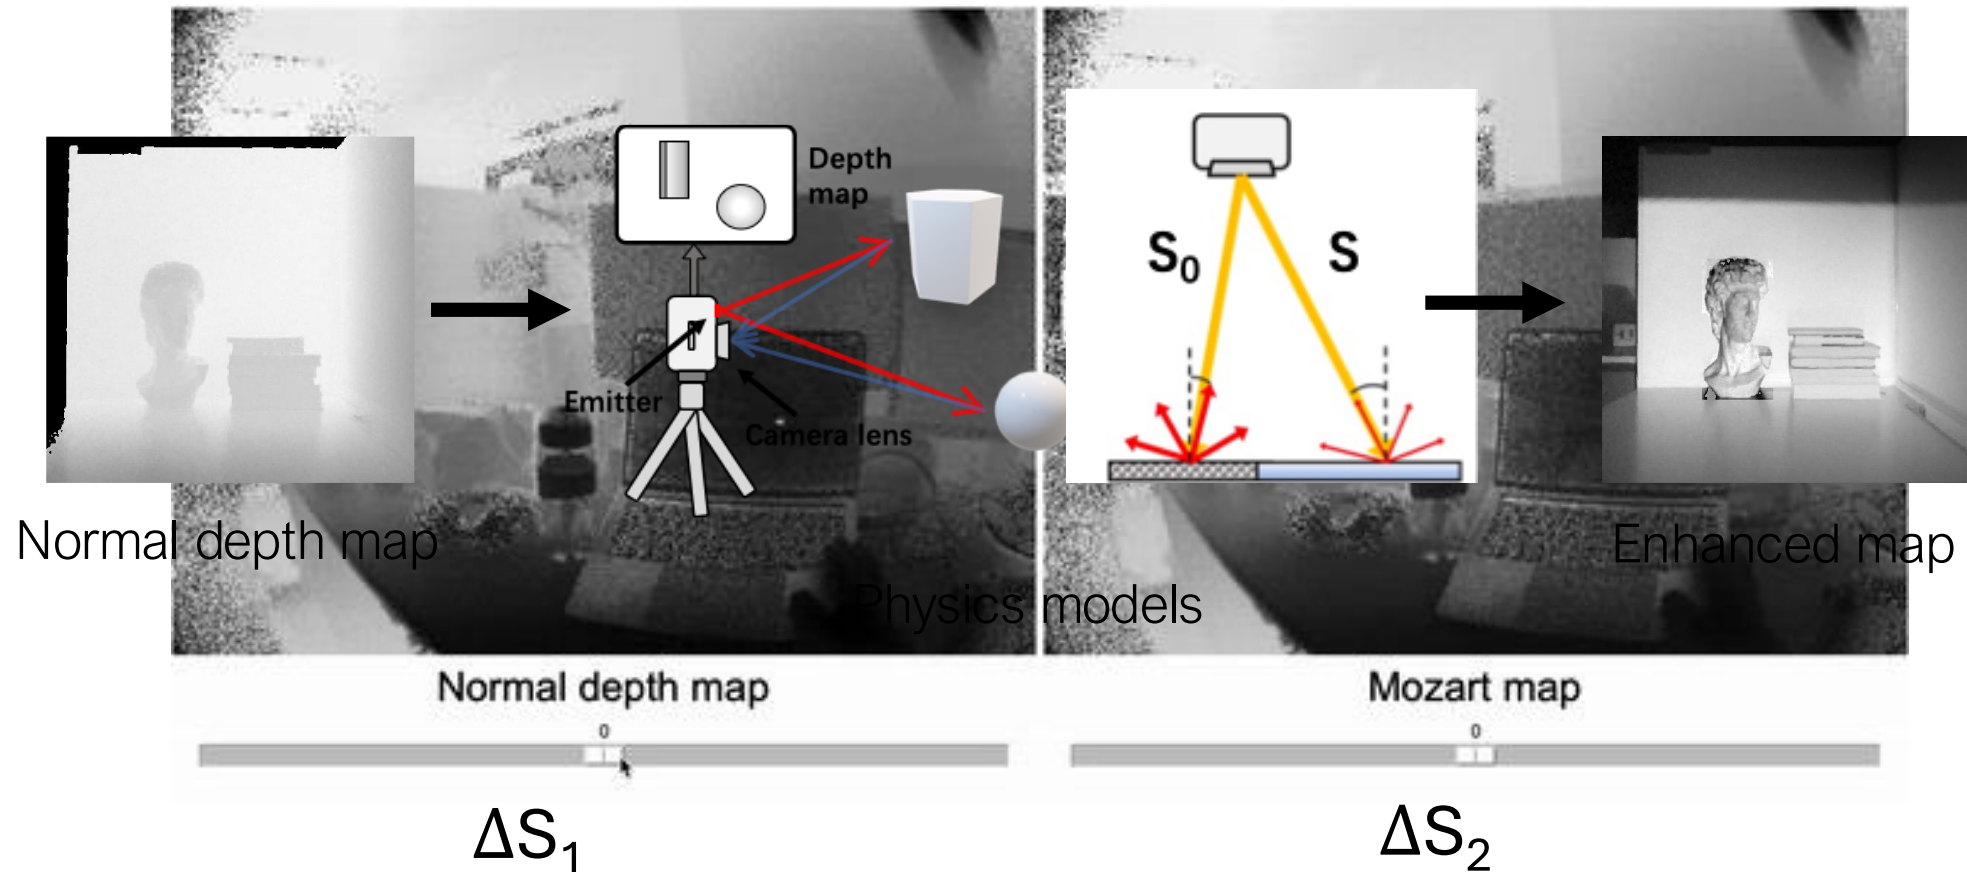 Depth
map
S₀
S
Emitter
Camera lens
Normal depth map
Enhanced map
Physics models
Normal depth map
Mozart map
0
0
ΔS₁
ΔS₂